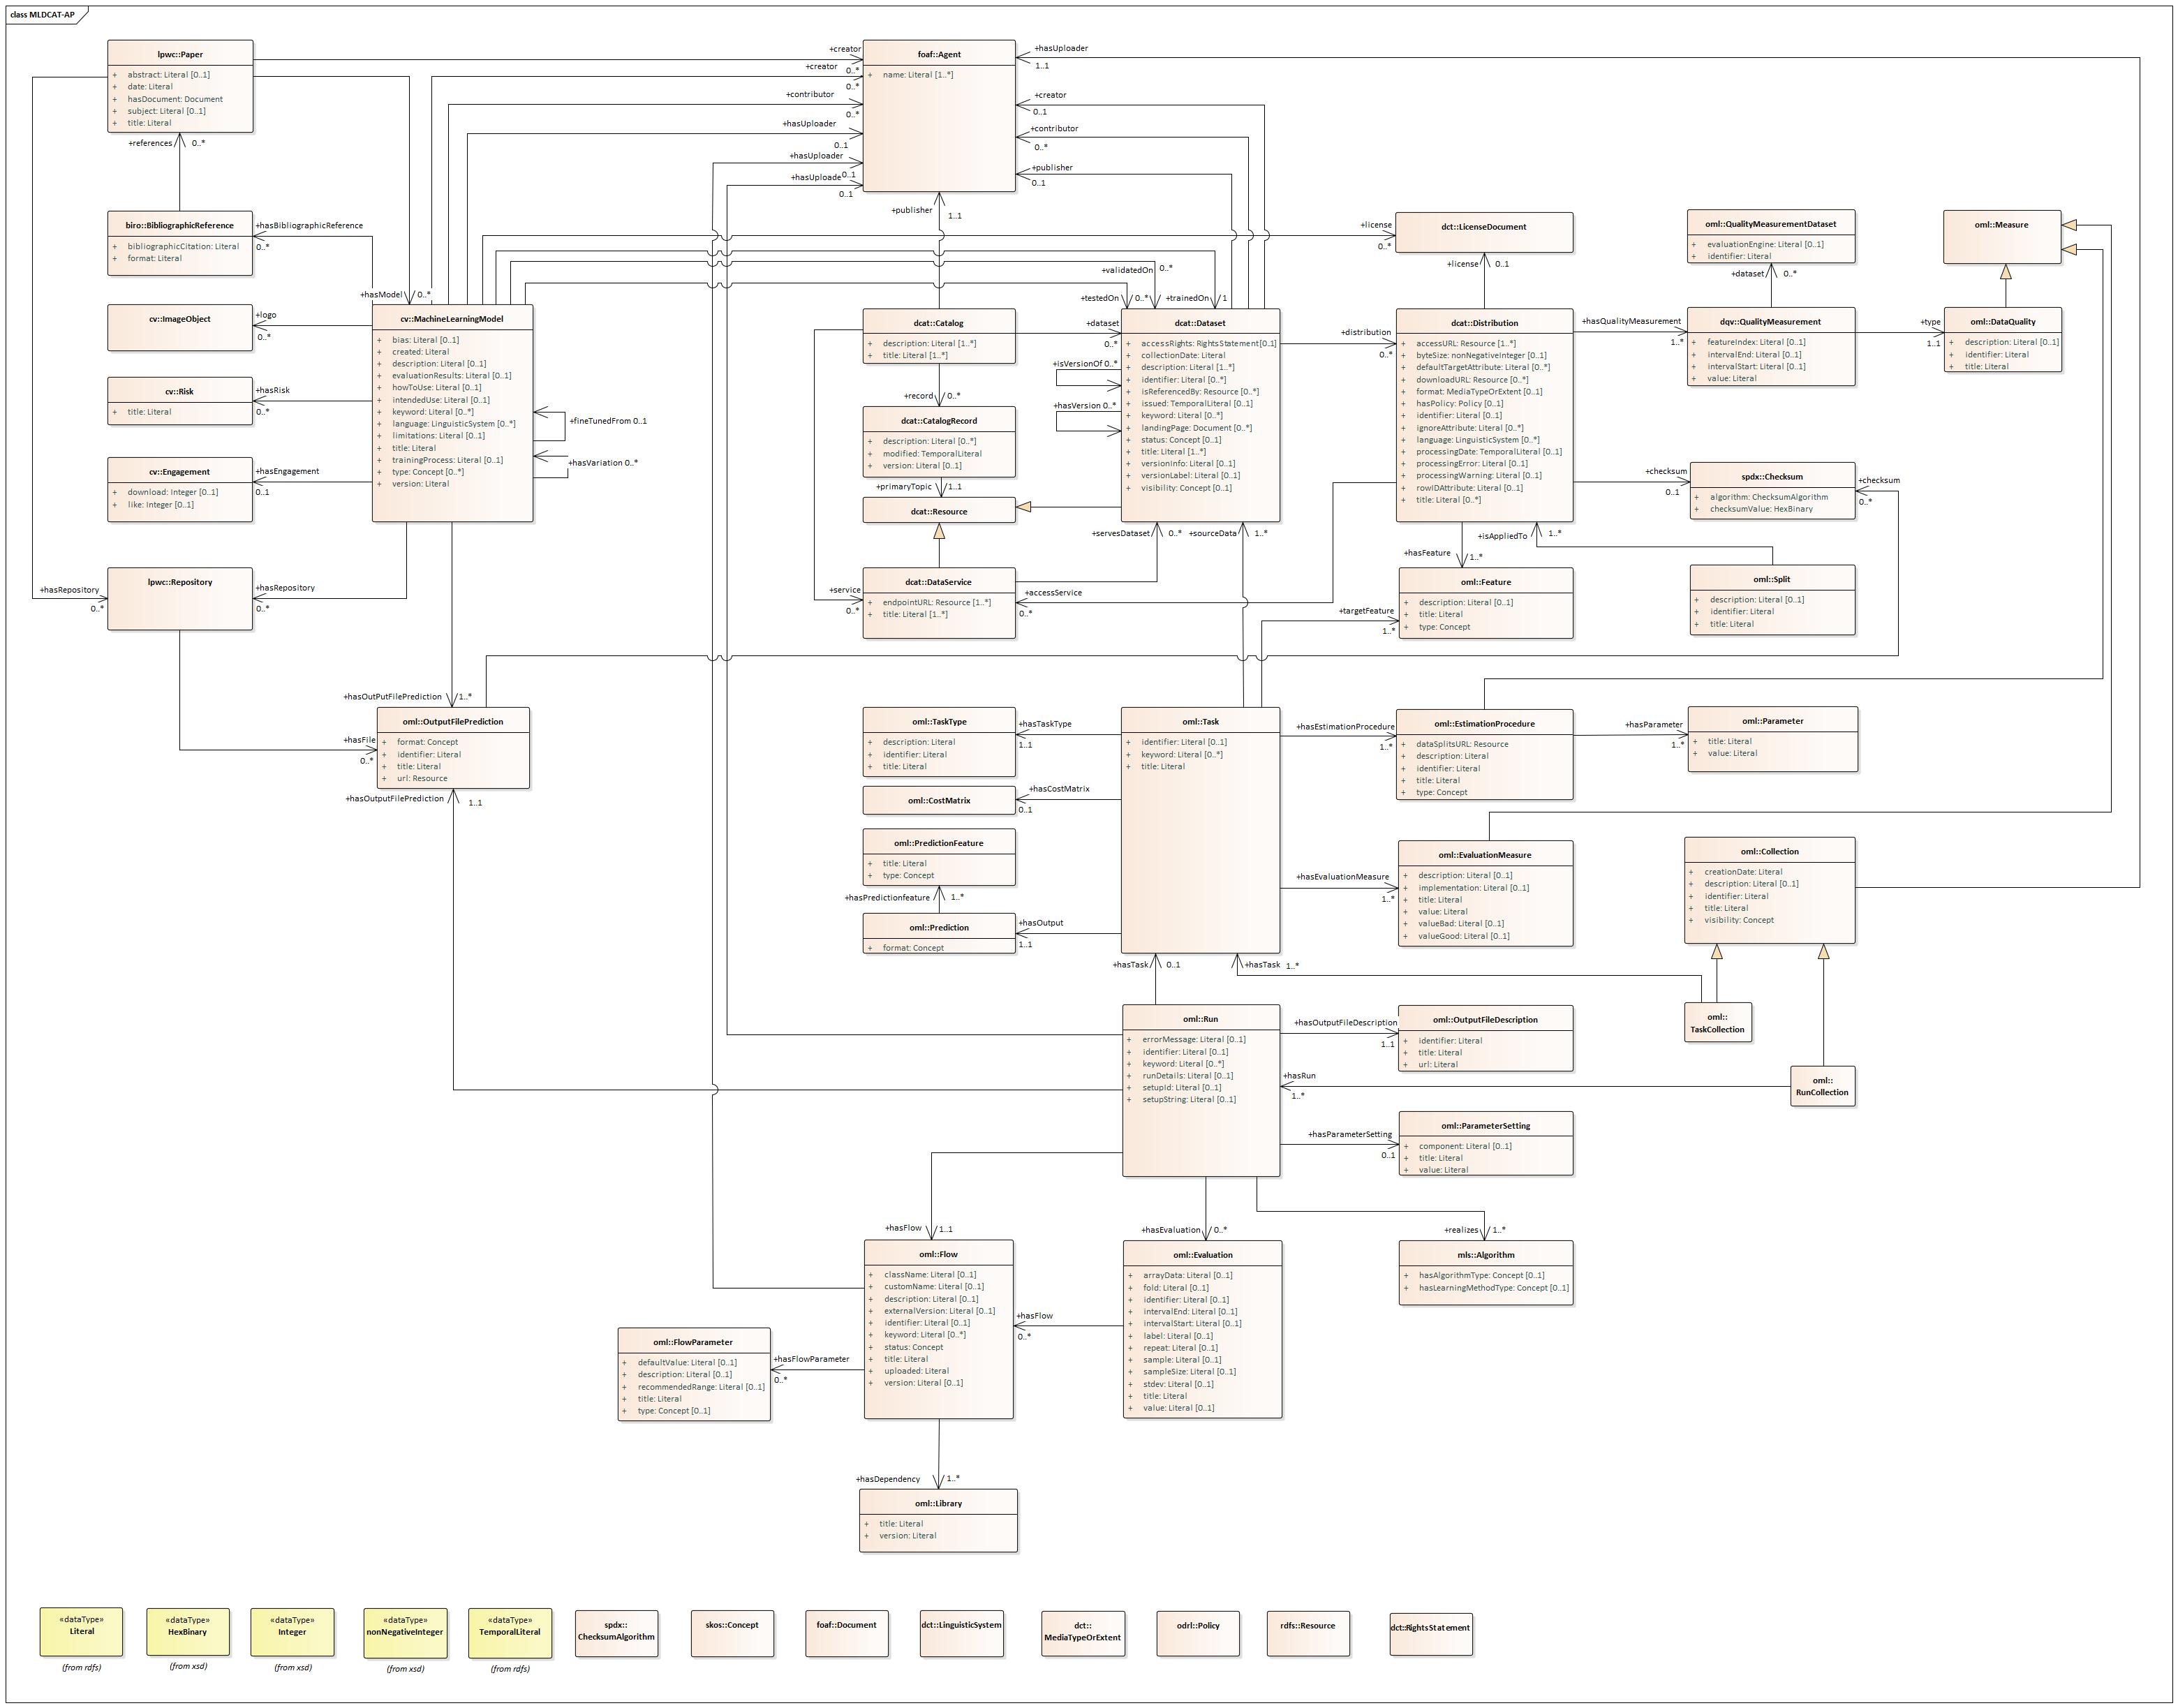 class MLDCAT-AP
lpwc::Paper
+ abstract: Literal [0..1]
+ date: Literal
+ hasDocument: Document
+ subject: Literal [0..1]
+ title: Literal
+creator
0..*
+creator
0..*
+contributor
0..*
+hasUploader
0..1
+hasUploader
0..1
+hasUploade
0..1
foaf::Agent
+ name: Literal [1..*]
+hasUploader
1..1
+creator
0..1
+contributor
0..*
+publisher
0..1
+publisher
1..1
+references
0..*
biro::BibliographicReference
+ bibliographicCitation: Literal
+ format: Literal
+hasBibliographicReference
0..*
+license
0..*
dct::LicenseDocument
+license
0..1
oml::QualityMeasurementDataset
+ evaluationEngine: Literal [0..1]
+ identifier: Literal
+dataset
0..*
oml::Measure
+validatedOn
0..*
+testedOn
0..*
+trainedOn
1
+hasModel
0..*
cv::ImageObject
+logo
0..*
cv::Risk
+ title: Literal
+hasRisk
0..*
cv::Engagement
+ download: Integer [0..1]
+ like: Integer [0..1]
+hasEngagement
0..1
cv::MachineLearningModel
+ bias: Literal [0..1]
+ created: Literal
+ description: Literal [0..1]
+ evaluationResults: Literal [0..1]
+ howToUse: Literal [0..1]
+ intendedUse: Literal [0..1]
+ keyword: Literal [0..*]
+ language: LinguisticSystem [0..*]
+ limitations: Literal [0..1]
+ title: Literal
+ trainingProcess: Literal [0..1]
+ type: Concept [0..*]
+ version: Literal
+fineTunedFrom 0..1
+hasVariation 0..*
dcat::Catalog
+ description: Literal [1..*]
+ title: Literal [1..*]
+dataset
0..*
+record
0..*
dcat::CatalogRecord
+ description: Literal [0..*]
+ modified: TemporalLiteral
+ version: Literal [0..1]
+primaryTopic
1..1
dcat::Resource
dcat::DataService
+ endpointURL: Resource [1..*]
+ title: Literal [1..*]
+service
0..*
+isVersionOf 0..*
+hasVersion 0..*
dcat::Dataset
+ accessRights: RightsStatement[0..1]
+ collectionDate: Literal
+ description: Literal [1..*]
+ identifier: Literal [0..*]
+ isReferencedBy: Resource [0..*]
+ issued: TemporalLiteral [0..1]
+ keyword: Literal [0..*]
+ landingPage: Document [0..*]
+ status: Concept [0..1]
+ title: Literal [1..*]
+ versionInfo: Literal [0..1]
+ versionLabel: Literal [0..1]
+ visibility: Concept [0..1]
+distribution
0..*
+servesDataset
0..*
+sourceData
1..*
dcat::Distribution
+ accessURL: Resource [1..*]
+ byteSize: nonNegativeInteger [0..1]
+ defaultTargetAttribute: Literal [0..*]
+ downloadURL: Resource [0..*]
+ format: MediaTypeOrExtent [0..1]
+ hasPolicy: Policy [0..1]
+ identifier: Literal [0..1]
+ ignoreAttribute: Literal [0..*]
+ language: LinguisticSystem [0..*]
+ processingDate: TemporalLiteral [0..1]
+ processingError: Literal [0..1]
+ processingWarning: Literal [0..1]
+ rowIDAttribute: Literal [0..1]
+ title: Literal [0..*]
+hasQualityMeasurement
1..*
dqv::QualityMeasurement
+ featureIndex: Literal [0..1]
+ intervalEnd: Literal [0..1]
+ intervalStart: Literal [0..1]
+ value: Literal
+type
1..1
oml::DataQuality
+ description: Literal [0..1]
+ identifier: Literal
+ title: Literal
+checksum
0..1
spdx::Checksum
+ algorithm: ChecksumAlgorithm
+ checksumValue: HexBinary
+checksum
0..*
+hasFeature
1..*
+isAppliedTo
1..*
oml::Feature
+ description: Literal [0..1]
+ title: Literal
+ type: Concept
oml::Split
+ description: Literal [0..1]
+ identifier: Literal
+ title: Literal
+accessService
0..*
+targetFeature
1..*
+hasRepository
0..*
lpwc::Repository
+hasRepository
0..*
+hasOutPutFilePrediction
1..*
oml::OutputFilePrediction
+ format: Concept
+ identifier: Literal
+ title: Literal
+ url: Resource
+hasFile
0..*
+hasOutputFilePrediction
1..1
oml::TaskType
+ description: Literal
+ identifier: Literal
+ title: Literal
+hasTaskType
1..1
oml::CostMatrix
+hasCostMatrix
0..1
oml::PredictionFeature
+ title: Literal
+ type: Concept
+hasPredictionfeature
1..*
oml::Prediction
+ format: Concept
+hasOutput
1..1
oml::Task
+ identifier: Literal [0..1]
+ keyword: Literal [0..*]
+ title: Literal
+hasEstimationProcedure
1..*
oml::EstimationProcedure
+ dataSplitsURL: Resource
+ description: Literal
+ identifier: Literal
+ title: Literal
+ type: Concept
+hasParameter
1..*
oml::Parameter
+ title: Literal
+ value: Literal
+hasEvaluationMeasure
1..*
oml::EvaluationMeasure
+ description: Literal [0..1]
+ implementation: Literal [0..1]
+ title: Literal
+ value: Literal
+ valueBad: Literal [0..1]
+ valueGood: Literal [0..1]
oml::Collection
+ creationDate: Literal
+ description: Literal [0..1]
+ identifier: Literal
+ title: Literal
+ visibility: Concept
+hasTask
0..1
+hasTask
1..*
oml::
TaskCollection
oml::
RunCollection
oml::Run
+ errorMessage: Literal [0..1]
+ identifier: Literal [0..1]
+ keyword: Literal [0..*]
+ runDetails: Literal [0..1]
+ setupId: Literal [0..1]
+ setupString: Literal [0..1]
+hasOutputFileDescription
1..1
oml::OutputFileDescription
+ identifier: Literal
+ title: Literal
+ url: Literal
+hasRun
1..*
+hasParameterSetting
0..1
oml::ParameterSetting
+ component: Literal [0..1]
+ title: Literal
+ value: Literal
+hasFlow
1..1
+hasEvaluation
0..*
+realizes
1..*
oml::Flow
+ className: Literal [0..1]
+ customName: Literal [0..1]
+ description: Literal [0..1]
+ externalVersion: Literal [0..1]
+ identifier: Literal [0..1]
+ keyword: Literal [0..*]
+ status: Concept
+ title: Literal
+ uploaded: Literal
+ version: Literal [0..1]
+hasFlow
0..*
oml::Evaluation
+ arrayData: Literal [0..1]
+ fold: Literal [0..1]
+ identifier: Literal [0..1]
+ intervalEnd: Literal [0..1]
+ intervalStart: Literal [0..1]
+ label: Literal [0..1]
+ repeat: Literal [0..1]
+ sample: Literal [0..1]
+ sampleSize: Literal [0..1]
+ stdev: Literal [0..1]
+ title: Literal
+ value: Literal [0..1]
mls::Algorithm
+ hasAlgorithmType: Concept [0..1]
+ hasLearningMethodType: Concept [0..1]
oml::FlowParameter
+ defaultValue: Literal [0..1]
+ description: Literal [0..1]
+ recommendedRange: Literal [0..1]
+ title: Literal
+ type: Concept [0..1]
+hasFlowParameter
0..*
+hasDependency
1..*
oml::Library
+ title: Literal
+ version: Literal
«dataType»
Literal
(from rdfs)
«dataType»
HexBinary
(from xsd)
«dataType»
Integer
(from xsd)
«dataType»
nonNegativeInteger
(from xsd)
«dataType»
TemporalLiteral
(from rdfs)
spdx::
ChecksumAlgorithm
skos::Concept
foaf::Document
dct::LinguisticSystem
dct::
MediaTypeOrExtent
odrl::Policy
rdfs::Resource
dct::RightsStatement